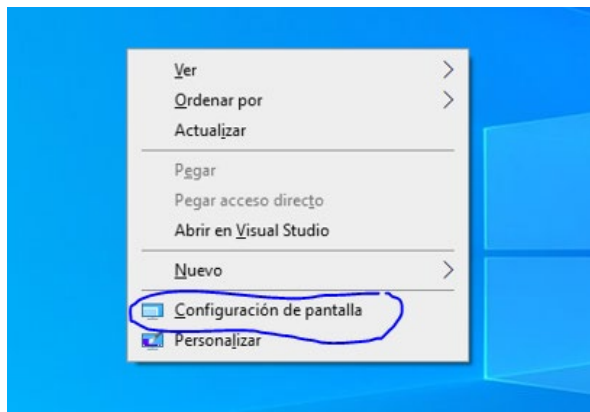 Ver
Ordenar por
Actualizar
Pegar
Pegar acceso directo
Abrir en Visual Studio
Nuevo
Configuración de pantalla
Personalizar